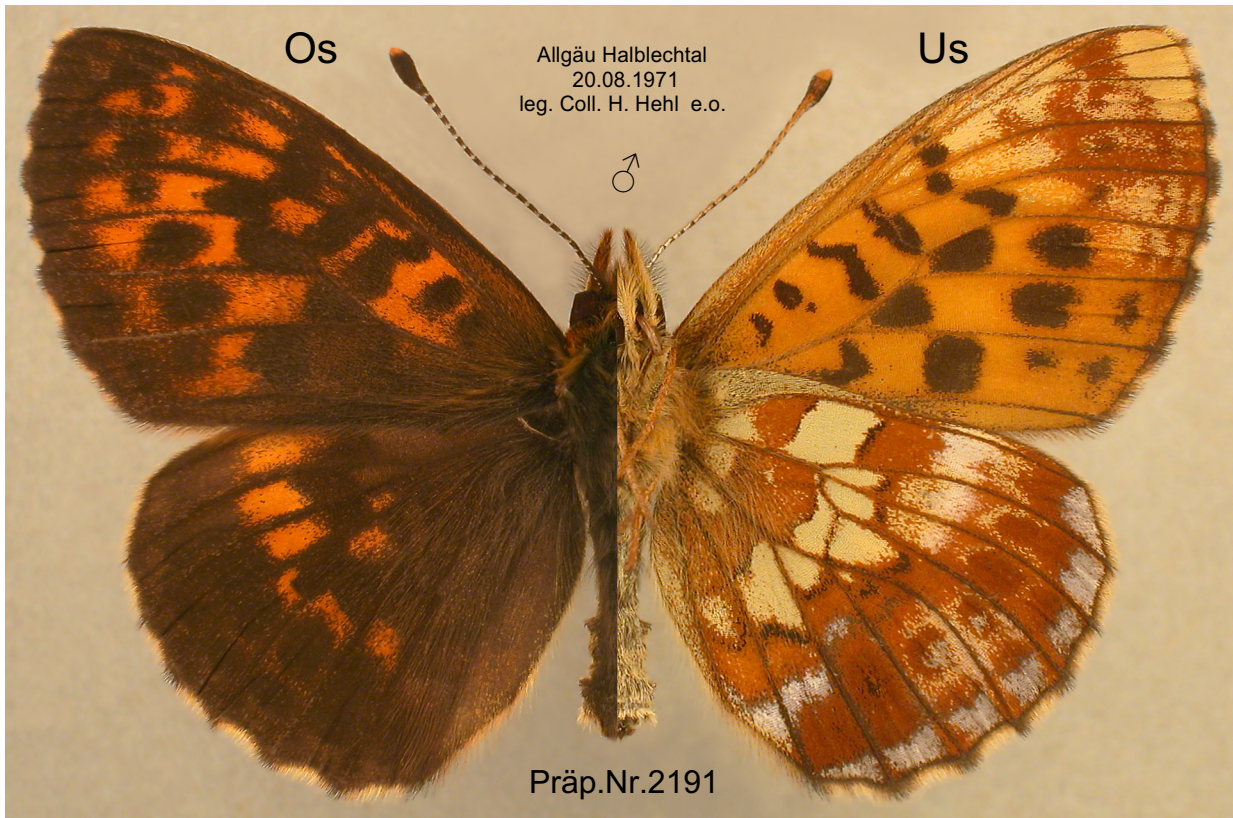 Os
Allgäu Halblechtal
20.08.1971
leg. Coll. H. Hehl e.o.
♂
Us
Präp.Nr.2191